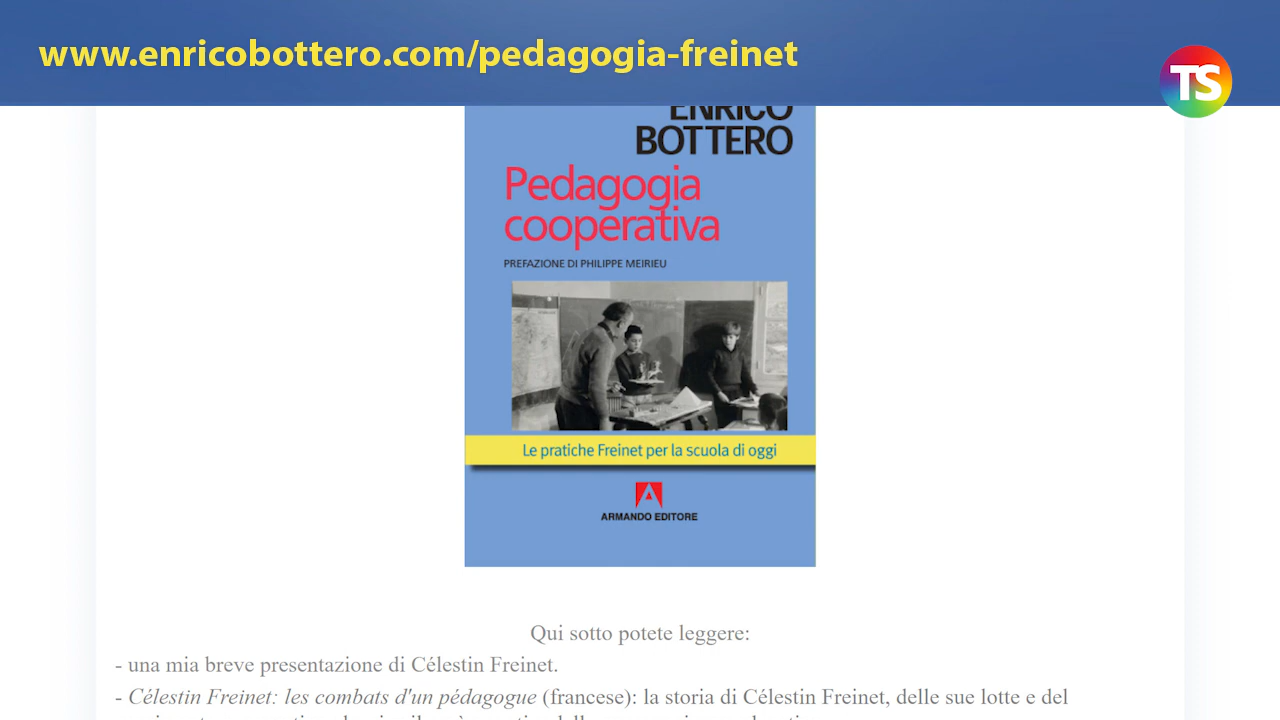 www.enricobottero.com/pedagogia-freinet
TS
ENRICO
BOTTERO
Pedagogia
cooperativa
PREFAZIONE DI PHILIPPE MEIRIEU
Le pratiche Freinet per la scuola di oggi
ARMANDO EDITORE
Qui sotto potete leggere:
- una mia breve presentazione di Célestin Freinet.
- Célestin Freinet: les combats d'un pédagogue (francese): la storia di Célestin Freinet, delle sue lotte e del